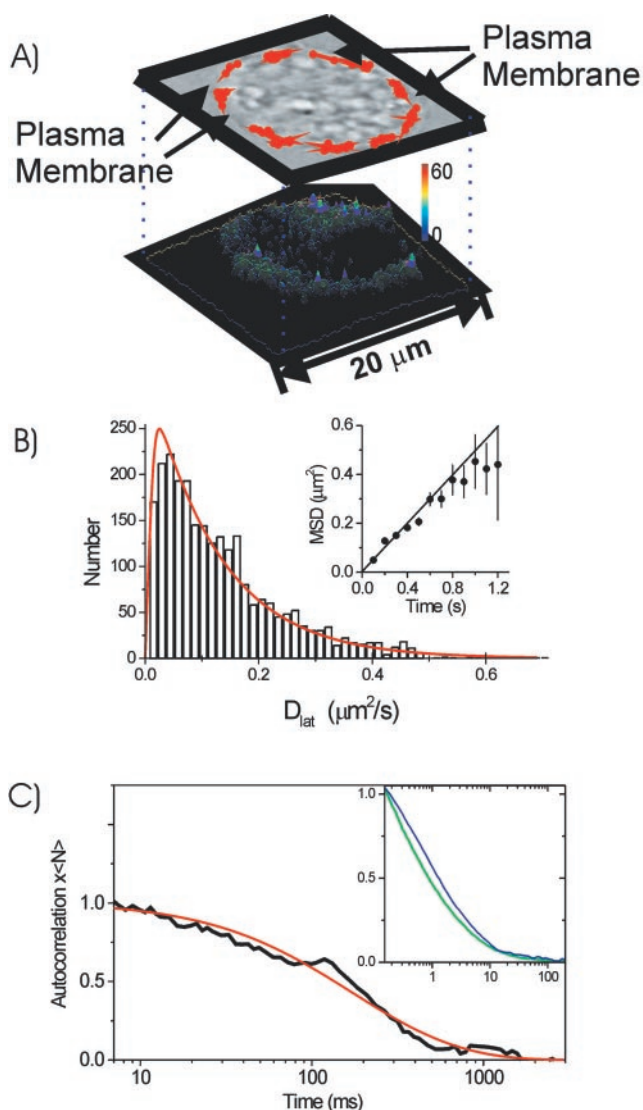 A)
Plasma
Membrane
Plasma
Membrane
60
0
20 μm
B)
Number
250
200
150
100
50
0
0.0
0.2
0.4
0.6
D_lat (μm²/s)
MSD (μm²)
0.6
0.4
0.2
0.0
0.0
0.4
0.8
1.2
Time (s)
C)
Autocorrelation x<N>
1.0
0.5
0.0
10
100
1000
Time (ms)
1.0
0.5
0.0
1
10
100